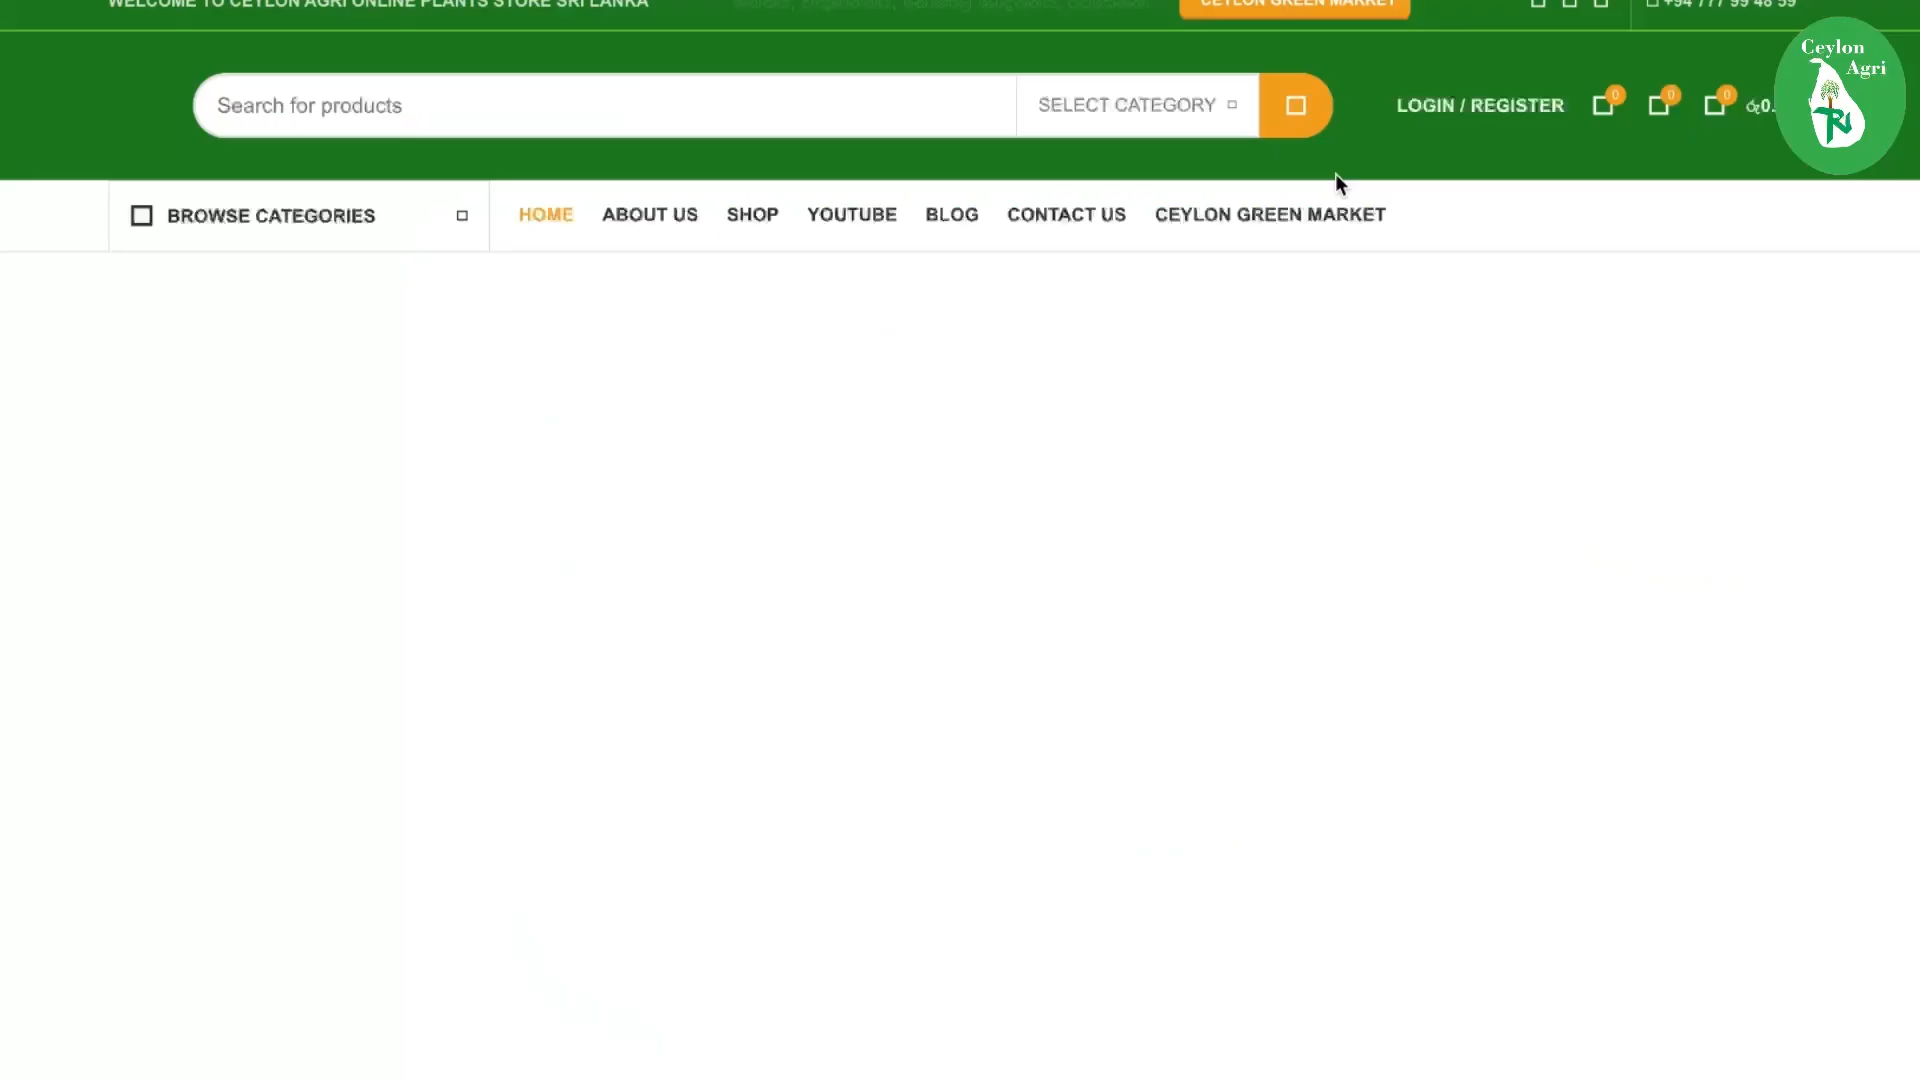 WELCOME TO CEYLON AGRI ONLINE PLANTS STORE SRI LANKA
CEYLON GREEN MARKET
+94 777 99 48 59
Search for products
SELECT CATEGORY
LOGIN / REGISTER
0
0
0
රු0.
Ceylon
Agri
BROWSE CATEGORIES
HOME
ABOUT US
SHOP
YOUTUBE
BLOG
CONTACT US
CEYLON GREEN MARKET